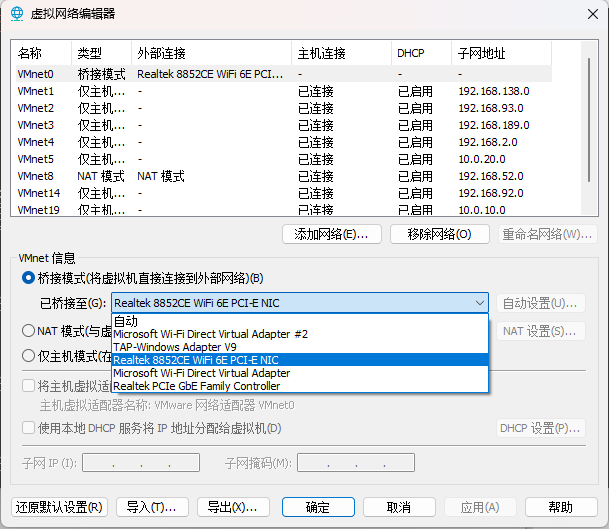 虚拟网络编辑器
名称 类型 外部连接 主机连接 DHCP 子网地址
VMnet0 桥接模式 Realtek 8852CE WiFi 6E PCI... - - -
VMnet1 仅主机... - 已连接 已启用 192.168.138.0
VMnet2 仅主机... - 已连接 已启用 192.168.93.0
VMnet3 仅主机... - 已连接 已启用 192.168.189.0
VMnet4 仅主机... - 已连接 已启用 192.168.2.0
VMnet5 仅主机... - 已连接 已启用 10.0.20.0
VMnet8 NAT 模式 NAT 模式 已连接 已启用 192.168.52.0
VMnet14 仅主机... - 已连接 已启用 192.168.92.0
VMnet19 仅主机... - 已连接 已启用 10.0.10.0
添加网络(E)... 移除网络(O) 重命名网络(W)...
VMnet 信息
桥接模式(将虚拟机直接连接到外部网络)(B)
已桥接至(G): Realtek 8852CE WiFi 6E PCI-E NIC 自动设置(U)...
自动
Microsoft Wi-Fi Direct Virtual Adapter #2
NAT 模式(与虚 NAT 设置(S)...
TAP-Windows Adapter V9
Realtek 8852CE WiFi 6E PCI-E NIC
仅主机模式(在
Microsoft Wi-Fi Direct Virtual Adapter
Realtek PCIe GbE Family Controller
将主机虚拟适
主机虚拟适配器名称: VMware 网络适配器 VMnet0
使用本地 DHCP 服务将 IP 地址分配给虚拟机(D) DHCP 设置(P)...
子网 IP (I): . . . 子网掩码(M): . . .
还原默认设置(R) 导入(T)... 导出(X)... 确定 取消 应用(A) 帮助